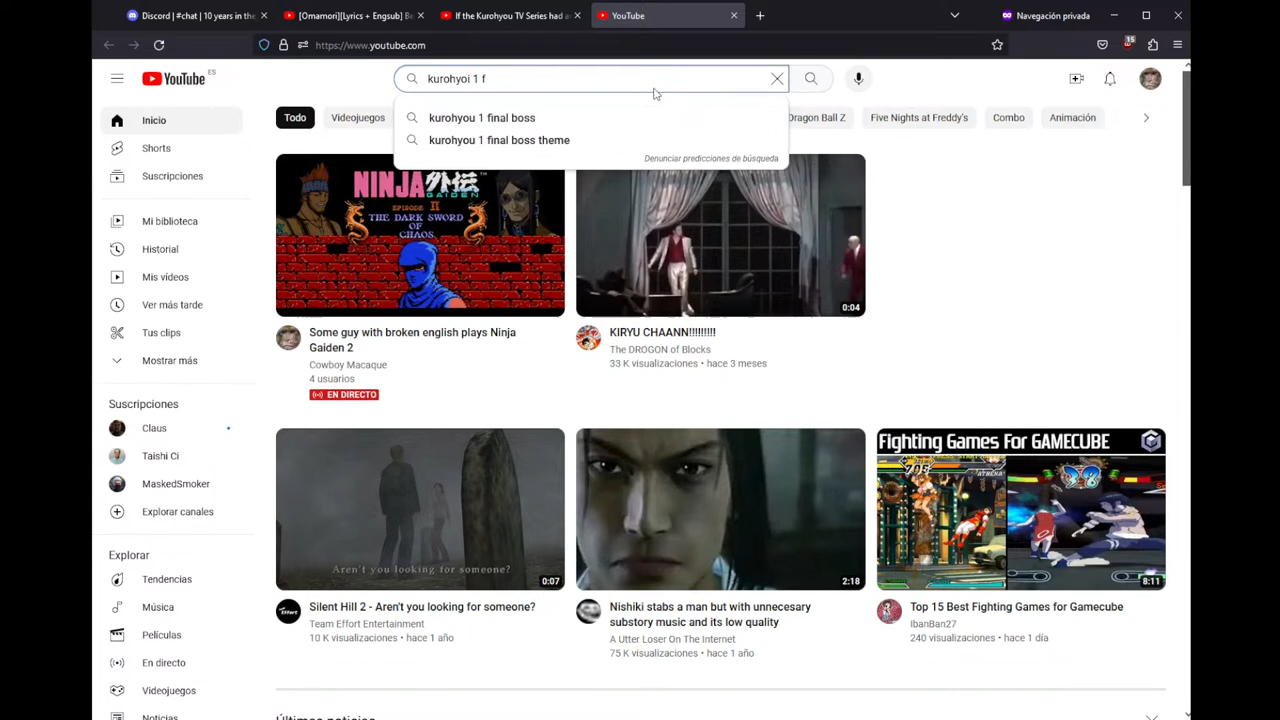 Discord | #chat | 10 years in the
[Omamori][Lyrics + Engsub] Be
If the Kurohyou TV Series had a
YouTube
Navegación privada
https://www.youtube.com
15
YouTube ES
kurohyoi 1 f
kurohyou 1 final boss
kurohyou 1 final boss theme
Denunciar predicciones de búsqueda
Todo
Videojuegos
Dragon Ball Z
Five Nights at Freddy's
Combo
Animación
Inicio
Shorts
Suscripciones
Mi biblioteca
Historial
Mis vídeos
Ver más tarde
Tus clips
Mostrar más
Suscripciones
Claus
Taishi Ci
MaskedSmoker
Explorar canales
Explorar
Tendencias
Música
Películas
En directo
Videojuegos
Noticias
NINJA外伝
GAIDEN
EPISODE II
THE DARK SWORD
OF
CHAOS
Some guy with broken english plays Ninja
Gaiden 2
Cowboy Macaque
4 usuarios
EN DIRECTO
0:04
KIRYU CHAANN!!!!!!!!!
The DROGON of Blocks
33 K visualizaciones • hace 3 meses
Aren't you looking for someone?
0:07
Silent Hill 2 - Aren't you looking for someone?
Team Effort Entertainment
10 K visualizaciones • hace 1 año
2:18
Nishiki stabs a man but with unnecesary
substory music and its low quality
A Utter Loser On The Internet
75 K visualizaciones • hace 1 año
Fighting Games For GAMECUBE
8:11
Top 15 Best Fighting Games for Gamecube
IbanBan27
240 visualizaciones • hace 1 día
Últimas noticias